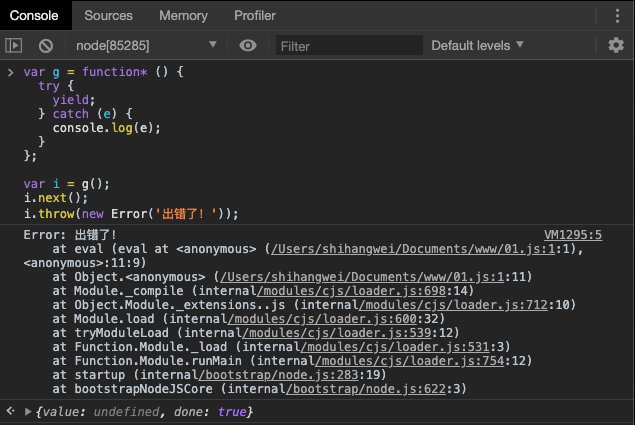 Console Sources Memory Profiler
node[85285] Filter Default levels
var g = function* () {
  try {
    yield;
  } catch (e) {
    console.log(e);
  }
};
var i = g();
i.next();
i.throw(new Error('出错了！'));
Error: 出错了！ VM1295:5
    at eval (eval at <anonymous> (/Users/shihangwei/Documents/www/01.js:1:1),
<anonymous>:11:9)
    at Object.<anonymous> (/Users/shihangwei/Documents/www/01.js:1:11)
    at Module._compile (internal/modules/cjs/loader.js:698:14)
    at Object.Module._extensions..js (internal/modules/cjs/loader.js:712:10)
    at Module.load (internal/modules/cjs/loader.js:600:32)
    at tryModuleLoad (internal/modules/cjs/loader.js:539:12)
    at Function.Module._load (internal/modules/cjs/loader.js:531:3)
    at Function.Module.runMain (internal/modules/cjs/loader.js:754:12)
    at startup (internal/bootstrap/node.js:283:19)
    at bootstrapNodeJSCore (internal/bootstrap/node.js:622:3)
{value: undefined, done: true}